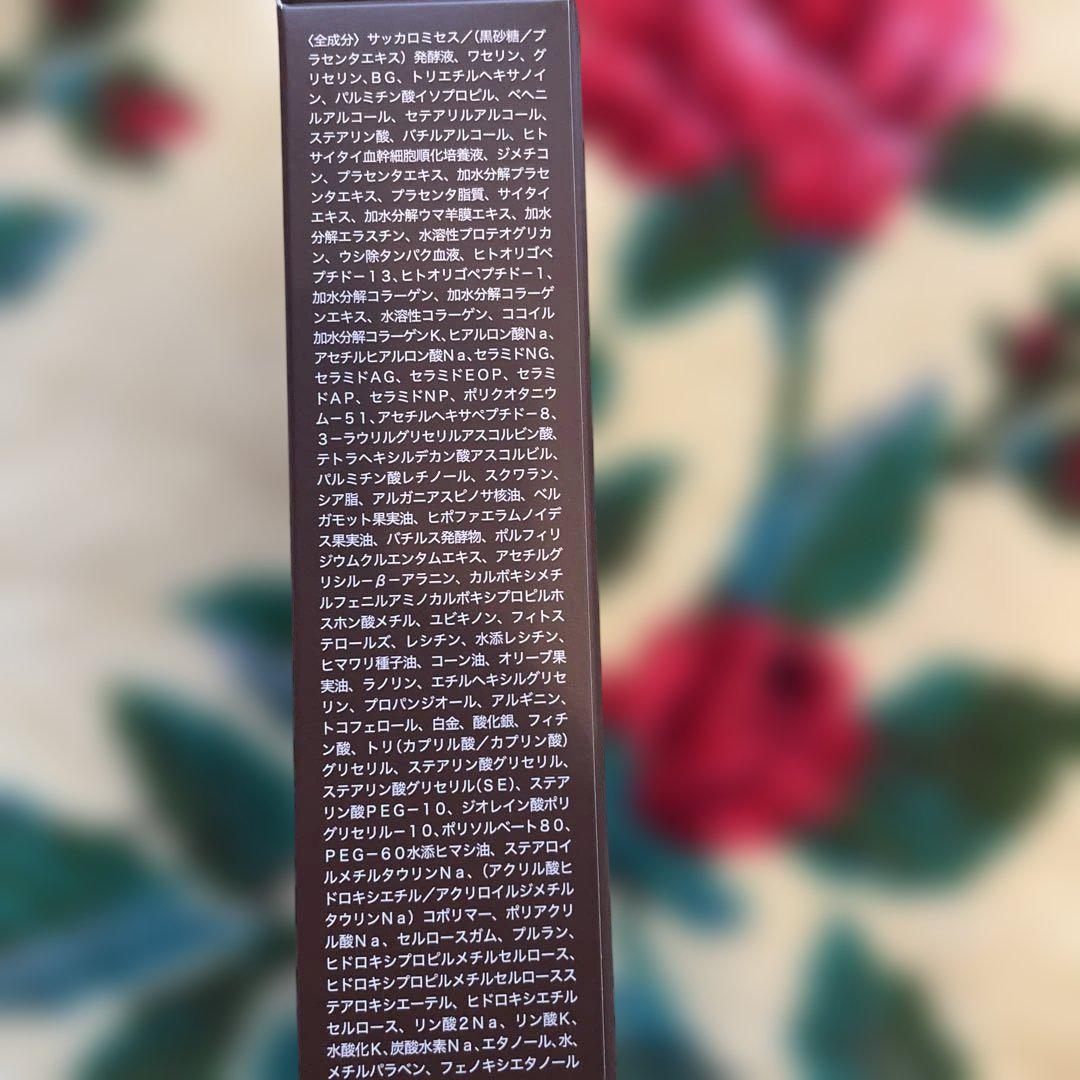 〈全成分〉サッカロミセス／(黒砂糖／プ
ラセンタエキス) 発酵液、ワセリン、グ
リセリン、ＢＧ、トリエチルヘキサノイ
ン、パルミチン酸イソプロピル、ベヘニ
ルアルコール、セテアリルアルコール、
ステアリン酸、バチルアルコール、ヒト
サイタイ血幹細胞順化培養液、ジメチコ
ン、プラセンタエキス、加水分解プラセ
ンタエキス、プラセンタ脂質、サイタイ
エキス、加水分解ウマ羊膜エキス、加水
分解エラスチン、水溶性プロテオグリカ
ン、ウシ除タンパク血液、ヒトオリゴペ
プチド－１３、ヒトオリゴペプチド－１、
加水分解コラーゲン、加水分解コラーゲ
ンエキス、水溶性コラーゲン、ココイル
加水分解コラーゲンＫ、ヒアルロン酸Ｎａ、
アセチルヒアルロン酸Ｎａ、セラミドＮＧ、
セラミドＡＧ、セラミドＥＯＰ、セラミ
ドＡＰ、セラミドＮＰ、ポリクオタニウ
ム－５１、アセチルヘキサペプチド－８、
３－ラウリルグリセリルアスコルビン酸、
テトラヘキシルデカン酸アスコルビル、
パルミチン酸レチノール、スクワラン、
シア脂、アルガニアスピノサ核油、ベル
ガモット果実油、ヒポファエラムノイデ
ス果実油、バチルス発酵物、ポルフィリ
ジウムクルエンタムエキス、アセチルグ
リシル－β－アラニン、カルボキシメチ
ルフェニルアミノカルボキシプロピルホ
スホン酸メチル、ユビキノン、フィトス
テロールズ、レシチン、水添レシチン、
ヒマワリ種子油、コーン油、オリーブ果
実油、ラノリン、エチルヘキシルグリセ
リン、プロパンジオール、アルギニン、
トコフェロール、白金、酸化銀、フィチ
ン酸、トリ(カプリル酸／カプリン酸)
グリセリル、ステアリン酸グリセリル、
ステアリン酸グリセリル(ＳＥ)、ステア
リン酸ＰＥＧ－１０、ジオレイン酸ポリ
グリセリル－１０、ポリソルベート８０、
ＰＥＧ－６０水添ヒマシ油、ステアロイ
ルメチルタウリンＮａ、(アクリル酸ヒ
ドロキシエチル／アクリロイルジメチル
タウリンＮａ) コポリマー、ポリアクリ
ル酸Ｎａ、セルロースガム、プルラン、
ヒドロキシプロピルメチルセルロース、
ヒドロキシプロピルメチルセルロースス
テアロキシエーテル、ヒドロキシエチル
セルロース、リン酸２Ｎａ、リン酸Ｋ、
水酸化Ｋ、炭酸水素Ｎａ、エタノール、水、
メチルパラベン、フェノキシエタノール